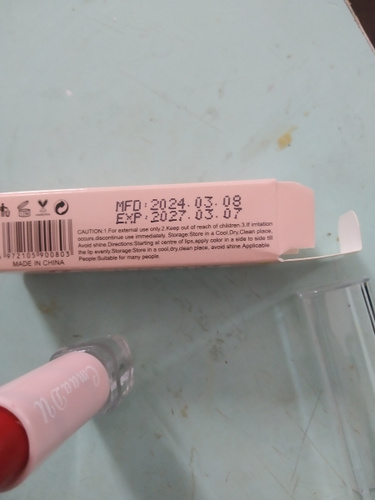 MFD:2024.03.08
EXP:2027.03.07
CAUTION:1.For external use only.2.Keep out of reach of children.3.If irritation
occurs,discontinue use immediately. Storage:Store in a Cool,Dry,Clean place.
Avoid shine Directions:Starting at centre of lips,apply color in a side to side till
the lip evenly.Storage:Store in a cool,dry,clean place, avoid shine.Applicable
People:Suitable for many people
972105900803
MADE IN CHINA